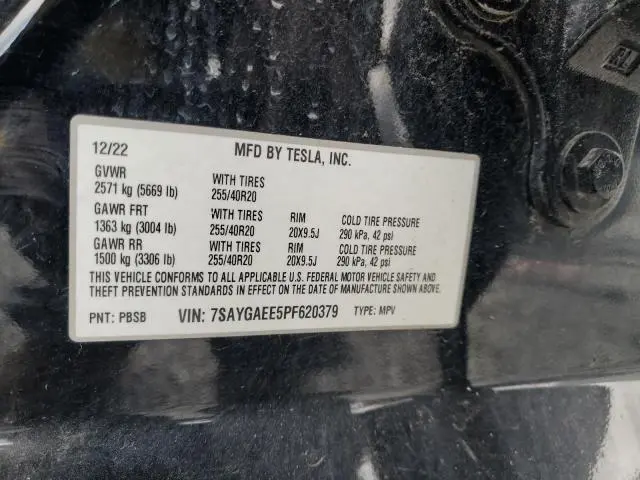 12/22 MFD BY TESLA, INC.
GVWR WITH TIRES
2571 kg (5669 lb) 255/40R20
GAWR FRT WITH TIRES RIM COLD TIRE PRESSURE
1363 kg (3004 lb) 255/40R20 20X9.5J 290 kPa, 42 psi
GAWR RR WITH TIRES RIM COLD TIRE PRESSURE
1500 kg (3306 lb) 255/40R20 20X9.5J 290 kPa, 42 psi
THIS VEHICLE CONFORMS TO ALL APPLICABLE U.S. FEDERAL MOTOR VEHICLE SAFETY AND
THEFT PREVENTION STANDARDS IN EFFECT ON THE DATE OF MANUFACTURE SHOWN ABOVE.
PNT: PBSB VIN: 7SAYGAEE5PF620379 TYPE: MPV